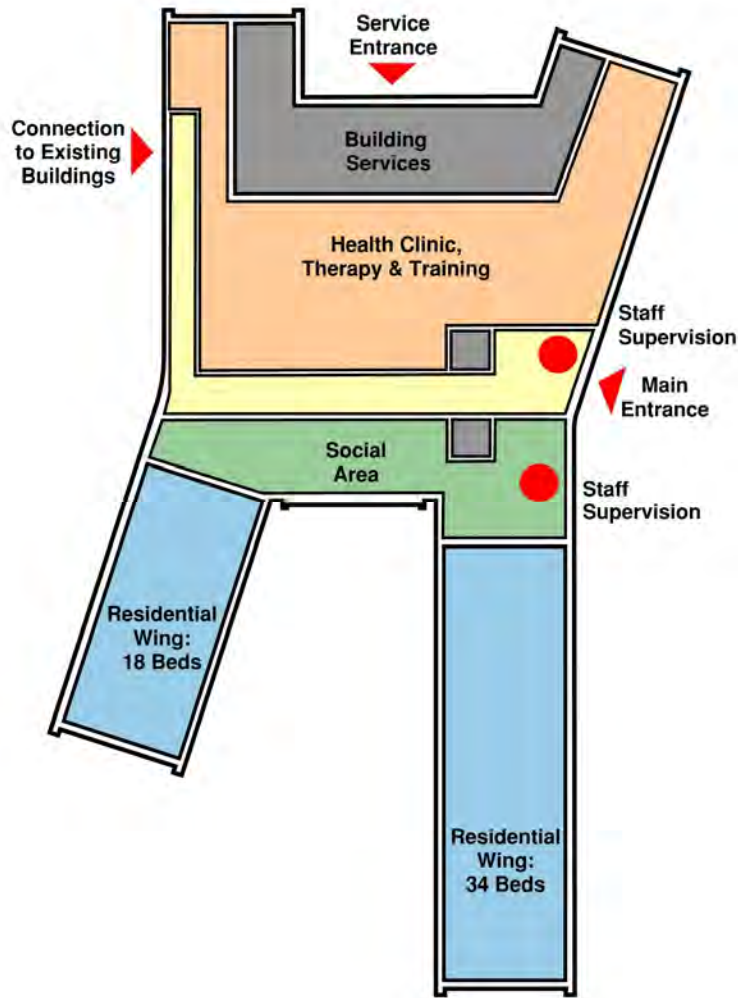 Service
Entrance
Connection
to Existing
Buildings
Building
Services
Health Clinic,
Therapy & Training
Staff
Supervision
Main
Entrance
Social
Area
Staff
Supervision
Residential
Wing:
18 Beds
Residential
Wing:
34 Beds